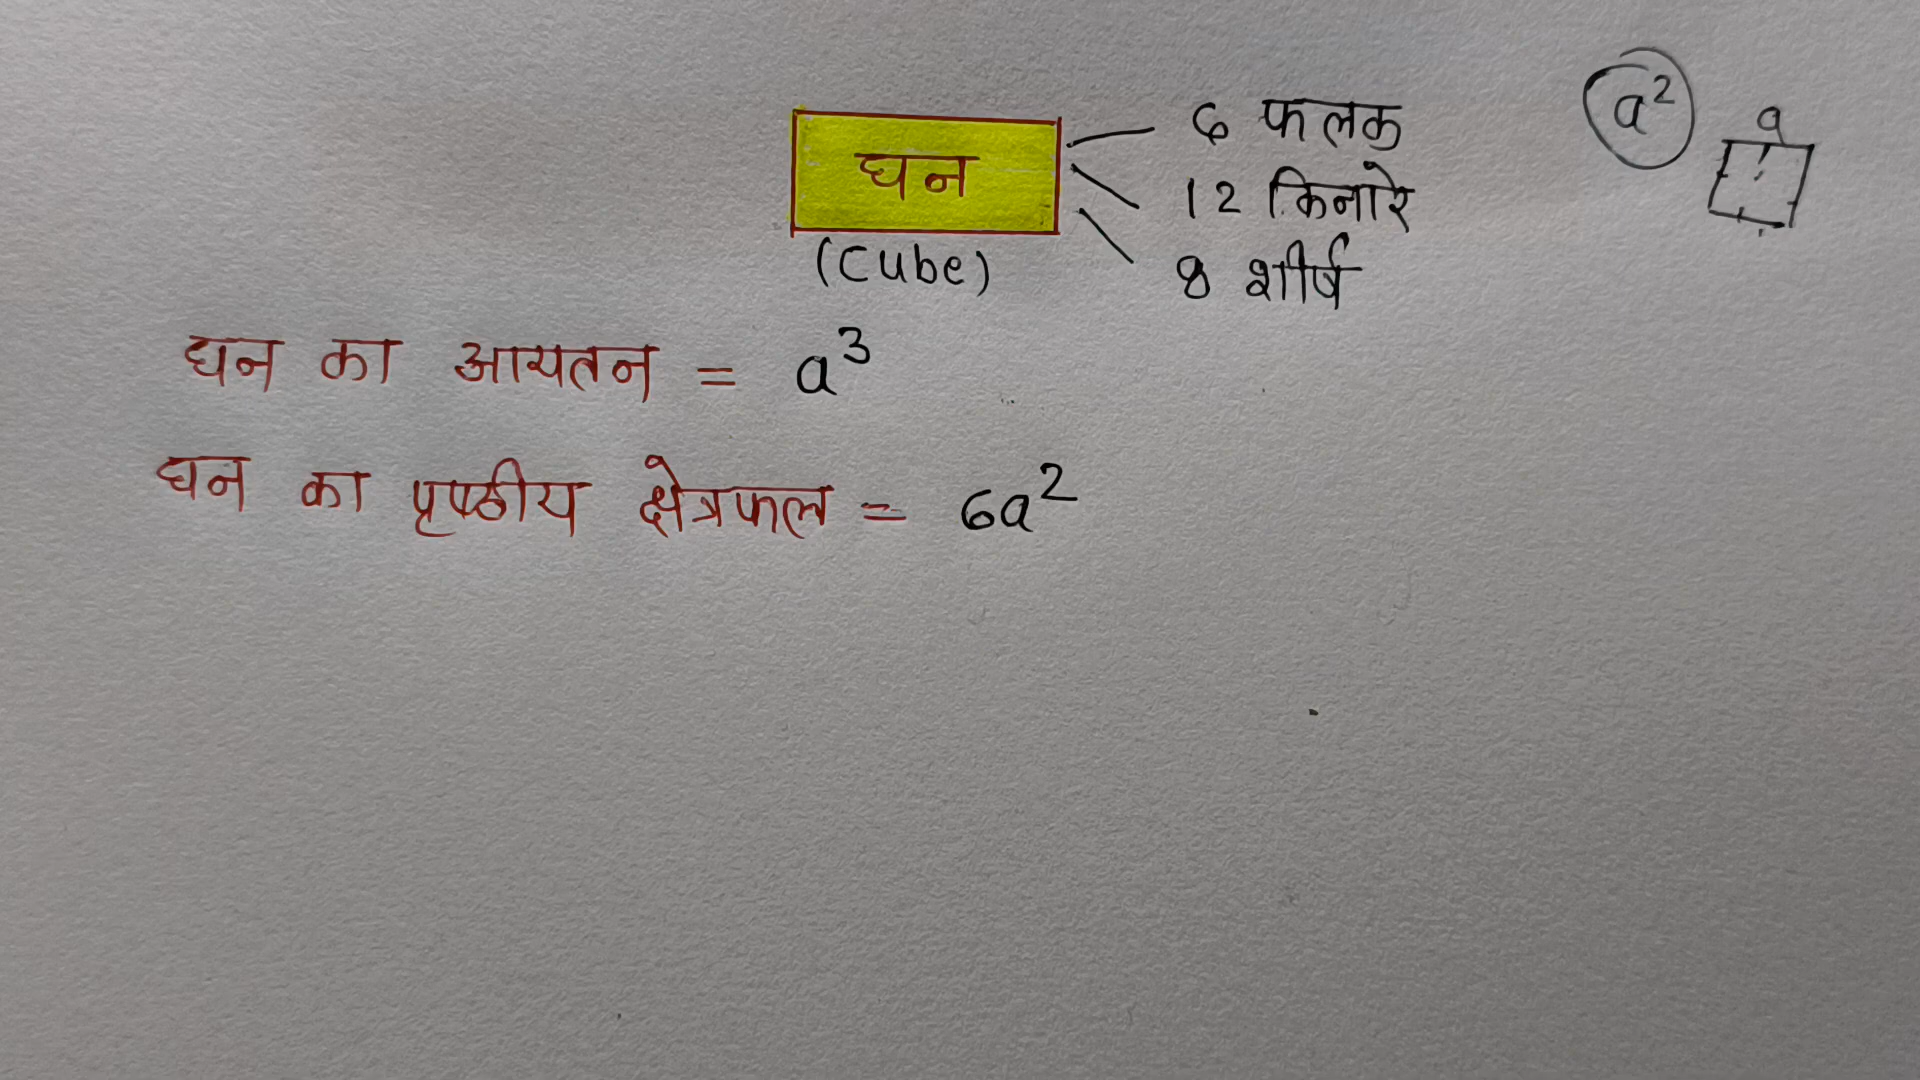 घन
(Cube)
6 फलक
12 किनारे
8 शीर्ष
a²
a
घन का आयतन = a³
घन का पृष्ठीय क्षेत्रफल = 6a²